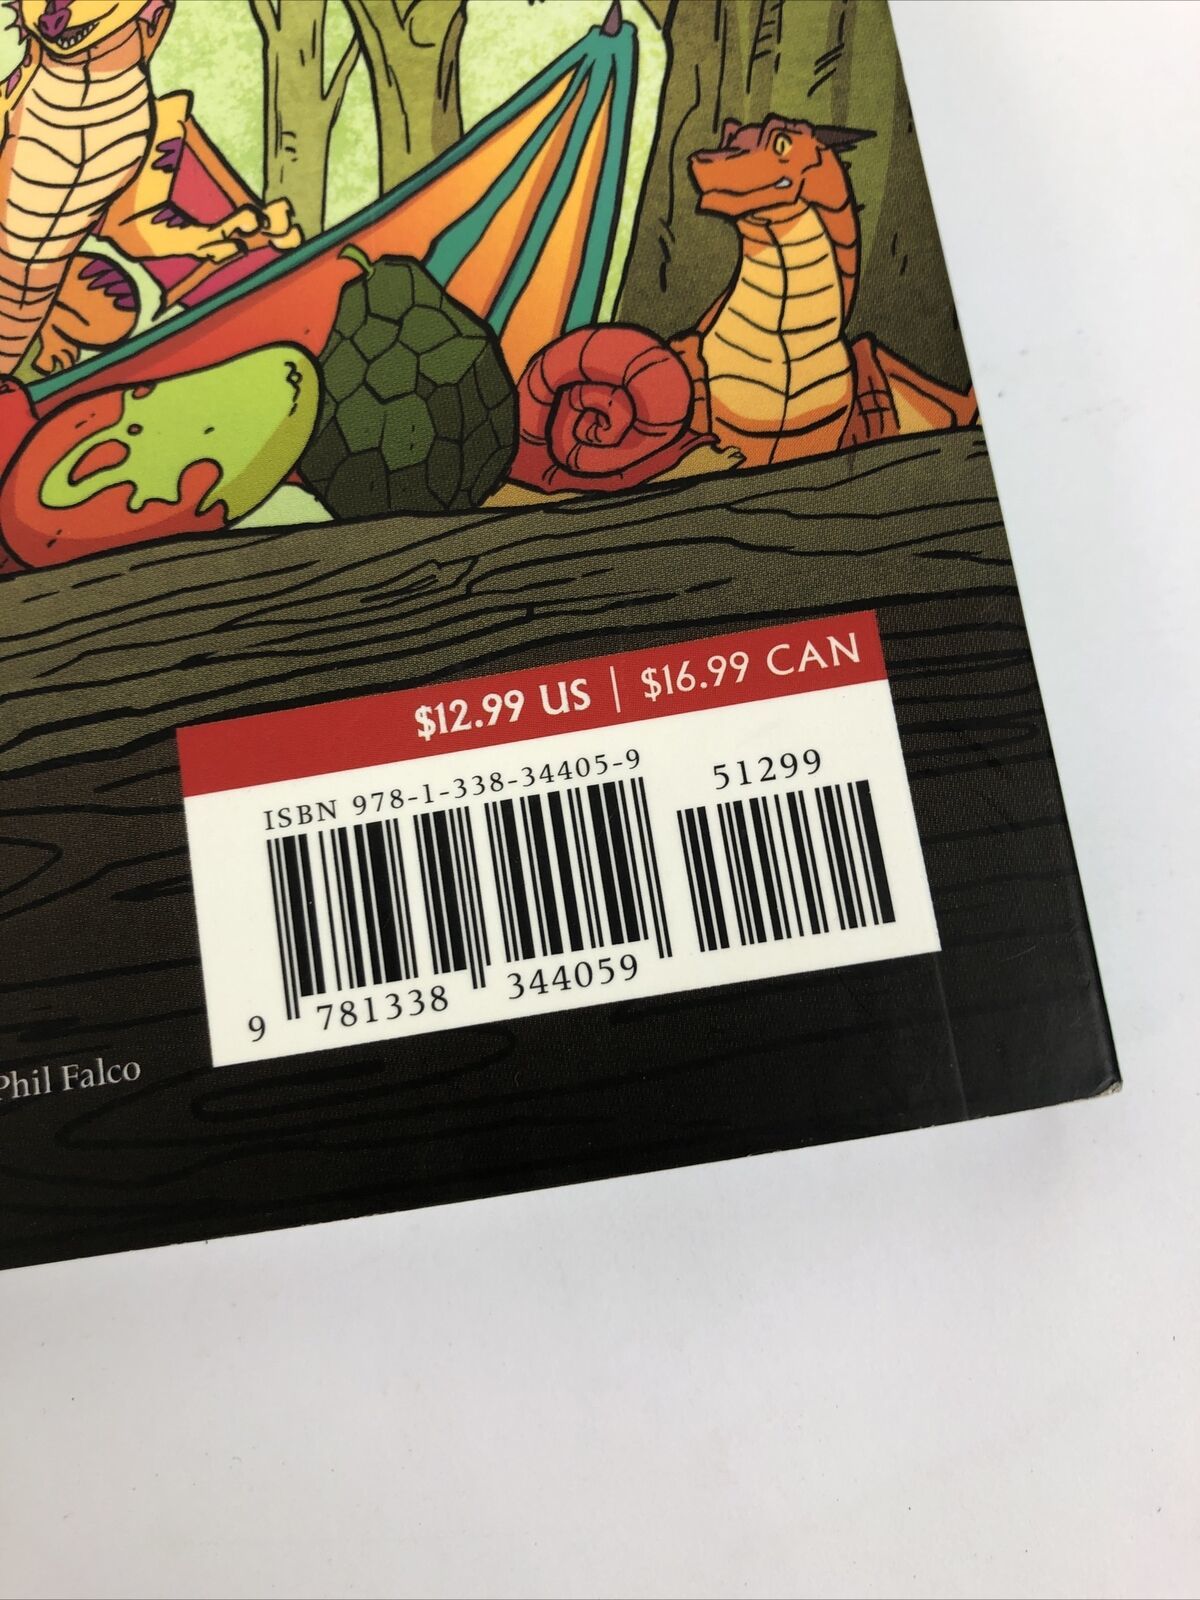 $12.99 US | $16.99 CAN
ISBN 978-1-338-34405-9
51299
9 781338 344059
Phil Falco